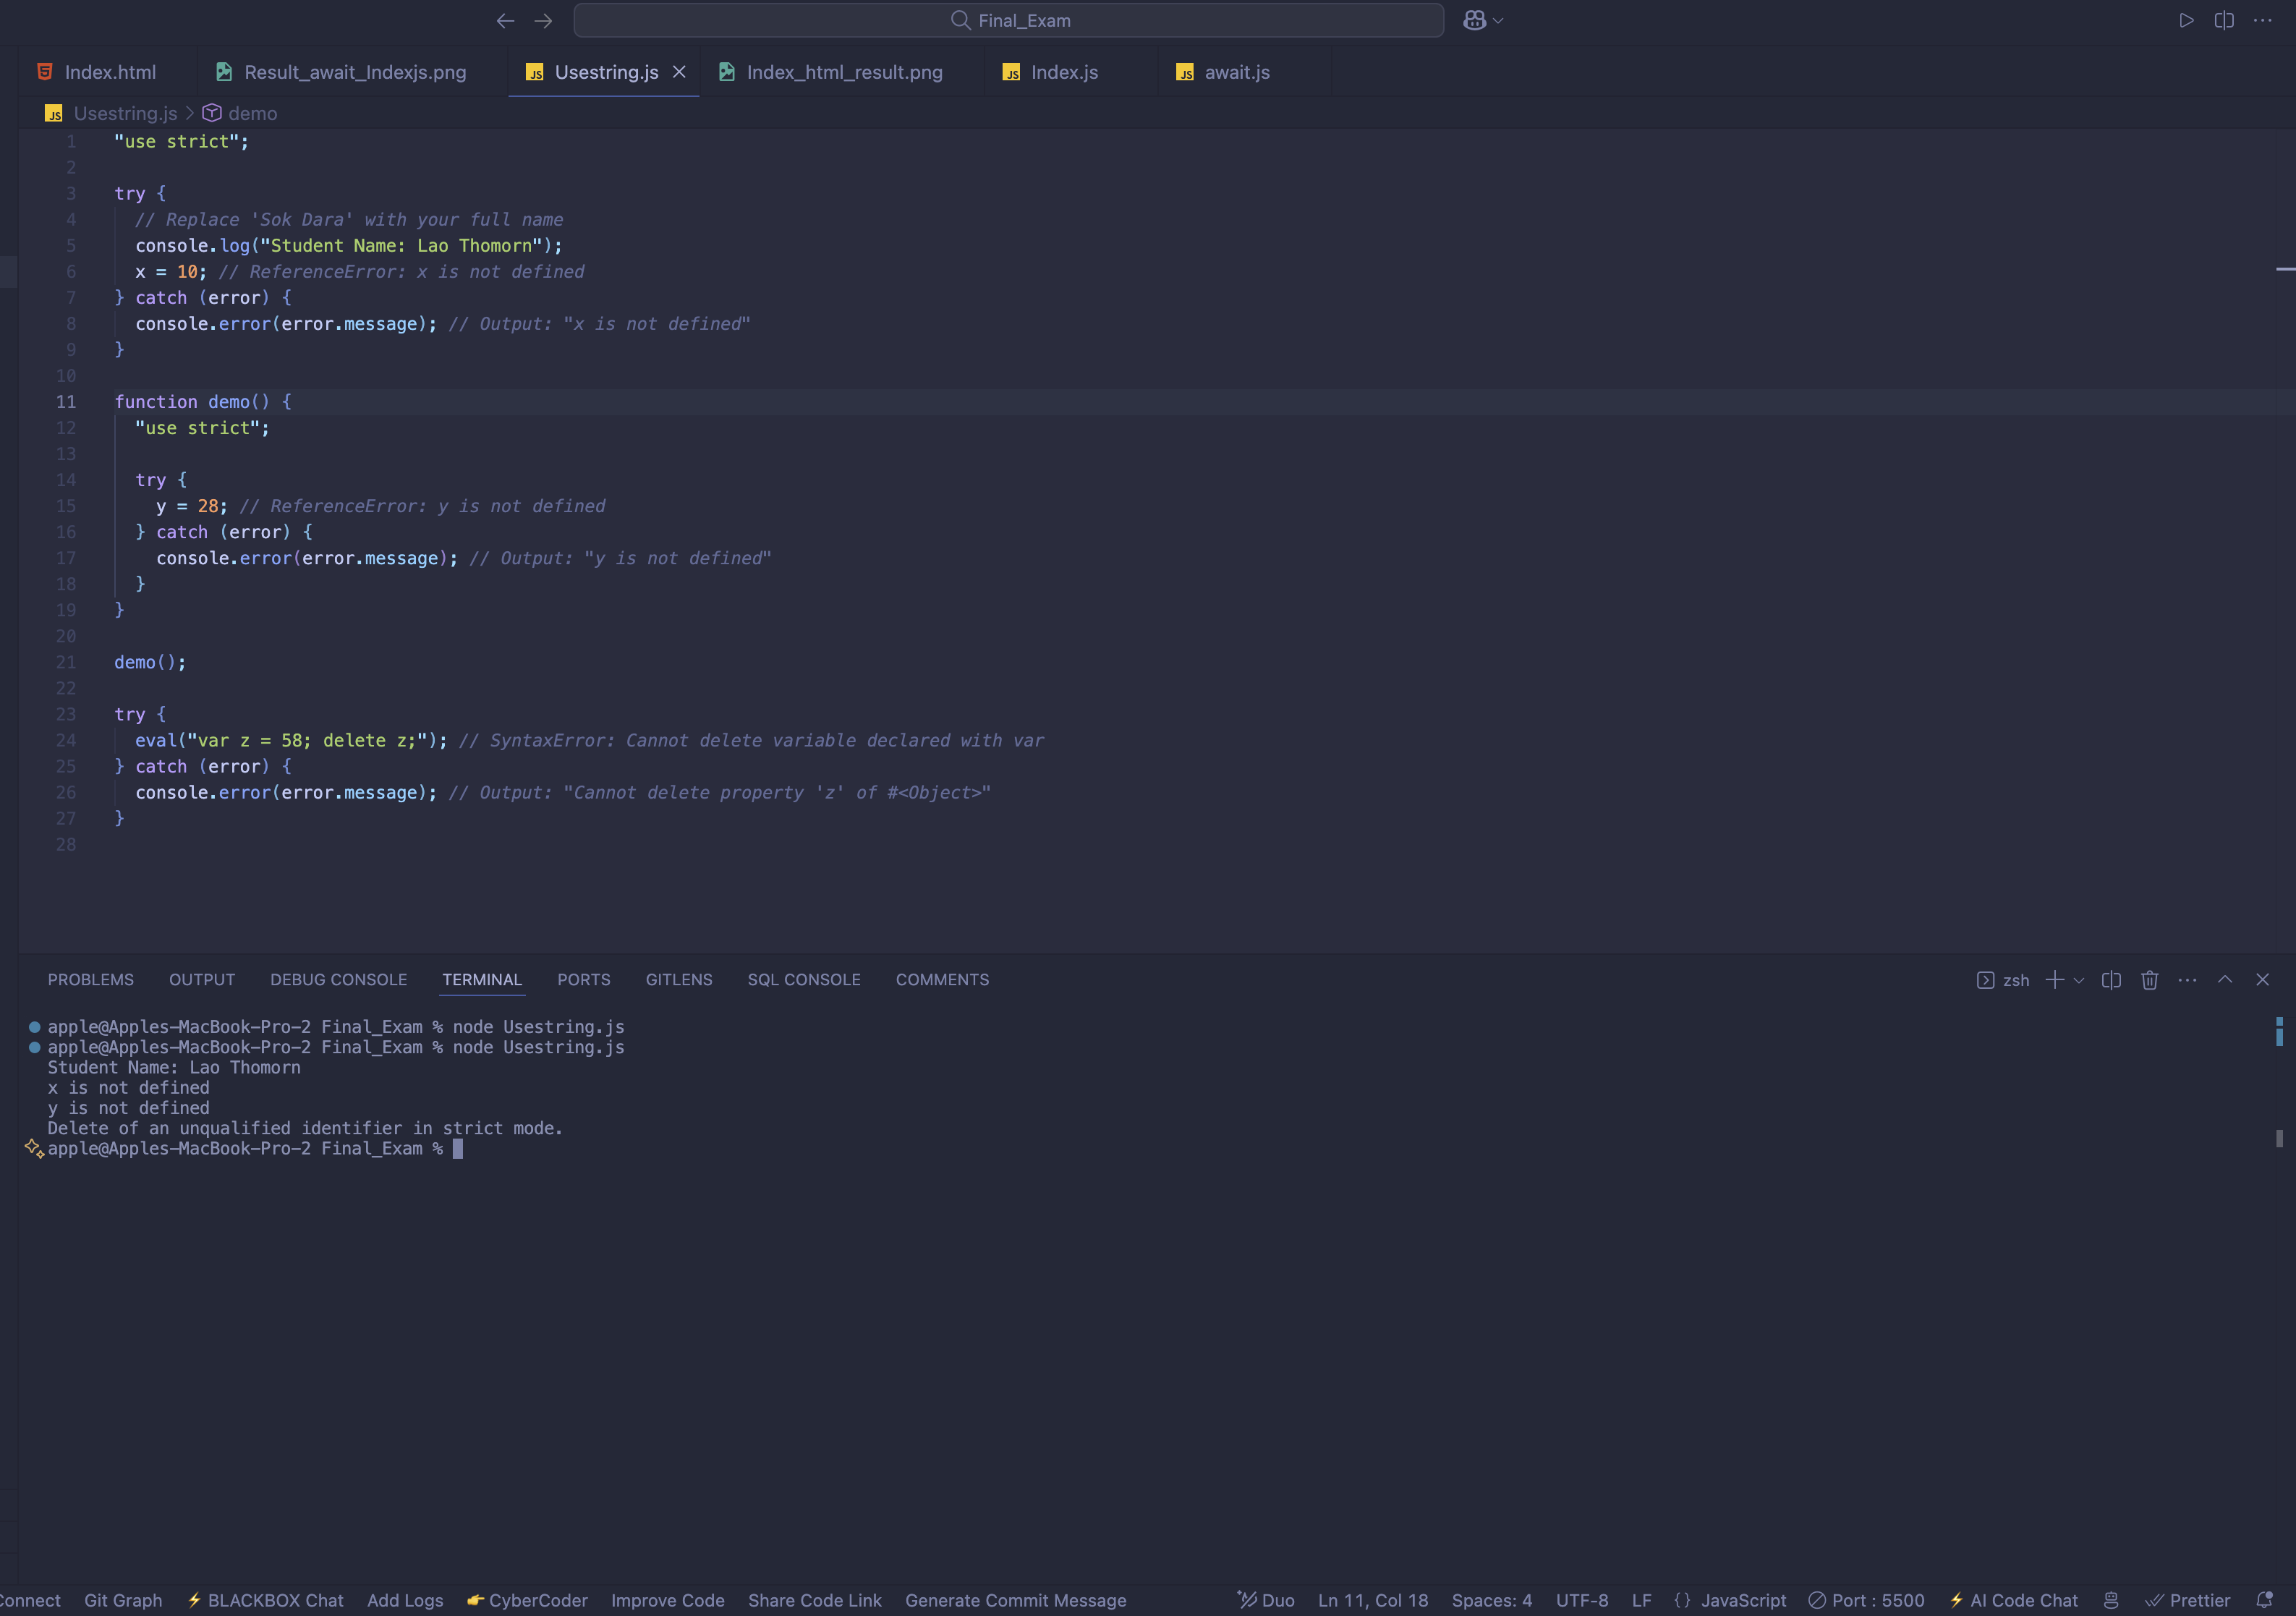 Final_Exam
Index.html
Result_await_Indexjs.png
JS Usestring.js
Index_html_result.png
JS Index.js
JS await.js
JS Usestring.js > demo
1 "use strict";
2
3 try {
4 // Replace 'Sok Dara' with your full name
5 console.log("Student Name: Lao Thomorn");
6 x = 10; // ReferenceError: x is not defined
7 } catch (error) {
8 console.error(error.message); // Output: "x is not defined"
9 }
10
11 function demo() {
12 "use strict";
13
14 try {
15 y = 28; // ReferenceError: y is not defined
16 } catch (error) {
17 console.error(error.message); // Output: "y is not defined"
18 }
19 }
20
21 demo();
22
23 try {
24 eval("var z = 58; delete z;"); // SyntaxError: Cannot delete variable declared with var
25 } catch (error) {
26 console.error(error.message); // Output: "Cannot delete property 'z' of #<Object>"
27 }
28
PROBLEMS OUTPUT DEBUG CONSOLE TERMINAL PORTS GITLENS SQL CONSOLE COMMENTS zsh
apple@Apples-MacBook-Pro-2 Final_Exam % node Usestring.js
apple@Apples-MacBook-Pro-2 Final_Exam % node Usestring.js
Student Name: Lao Thomorn
x is not defined
y is not defined
Delete of an unqualified identifier in strict mode.
apple@Apples-MacBook-Pro-2 Final_Exam %
onnect Git Graph BLACKBOX Chat Add Logs CyberCoder Improve Code Share Code Link Generate Commit Message Duo Ln 11, Col 18 Spaces: 4 UTF-8 LF {} JavaScript Port : 5500 AI Code Chat Prettier